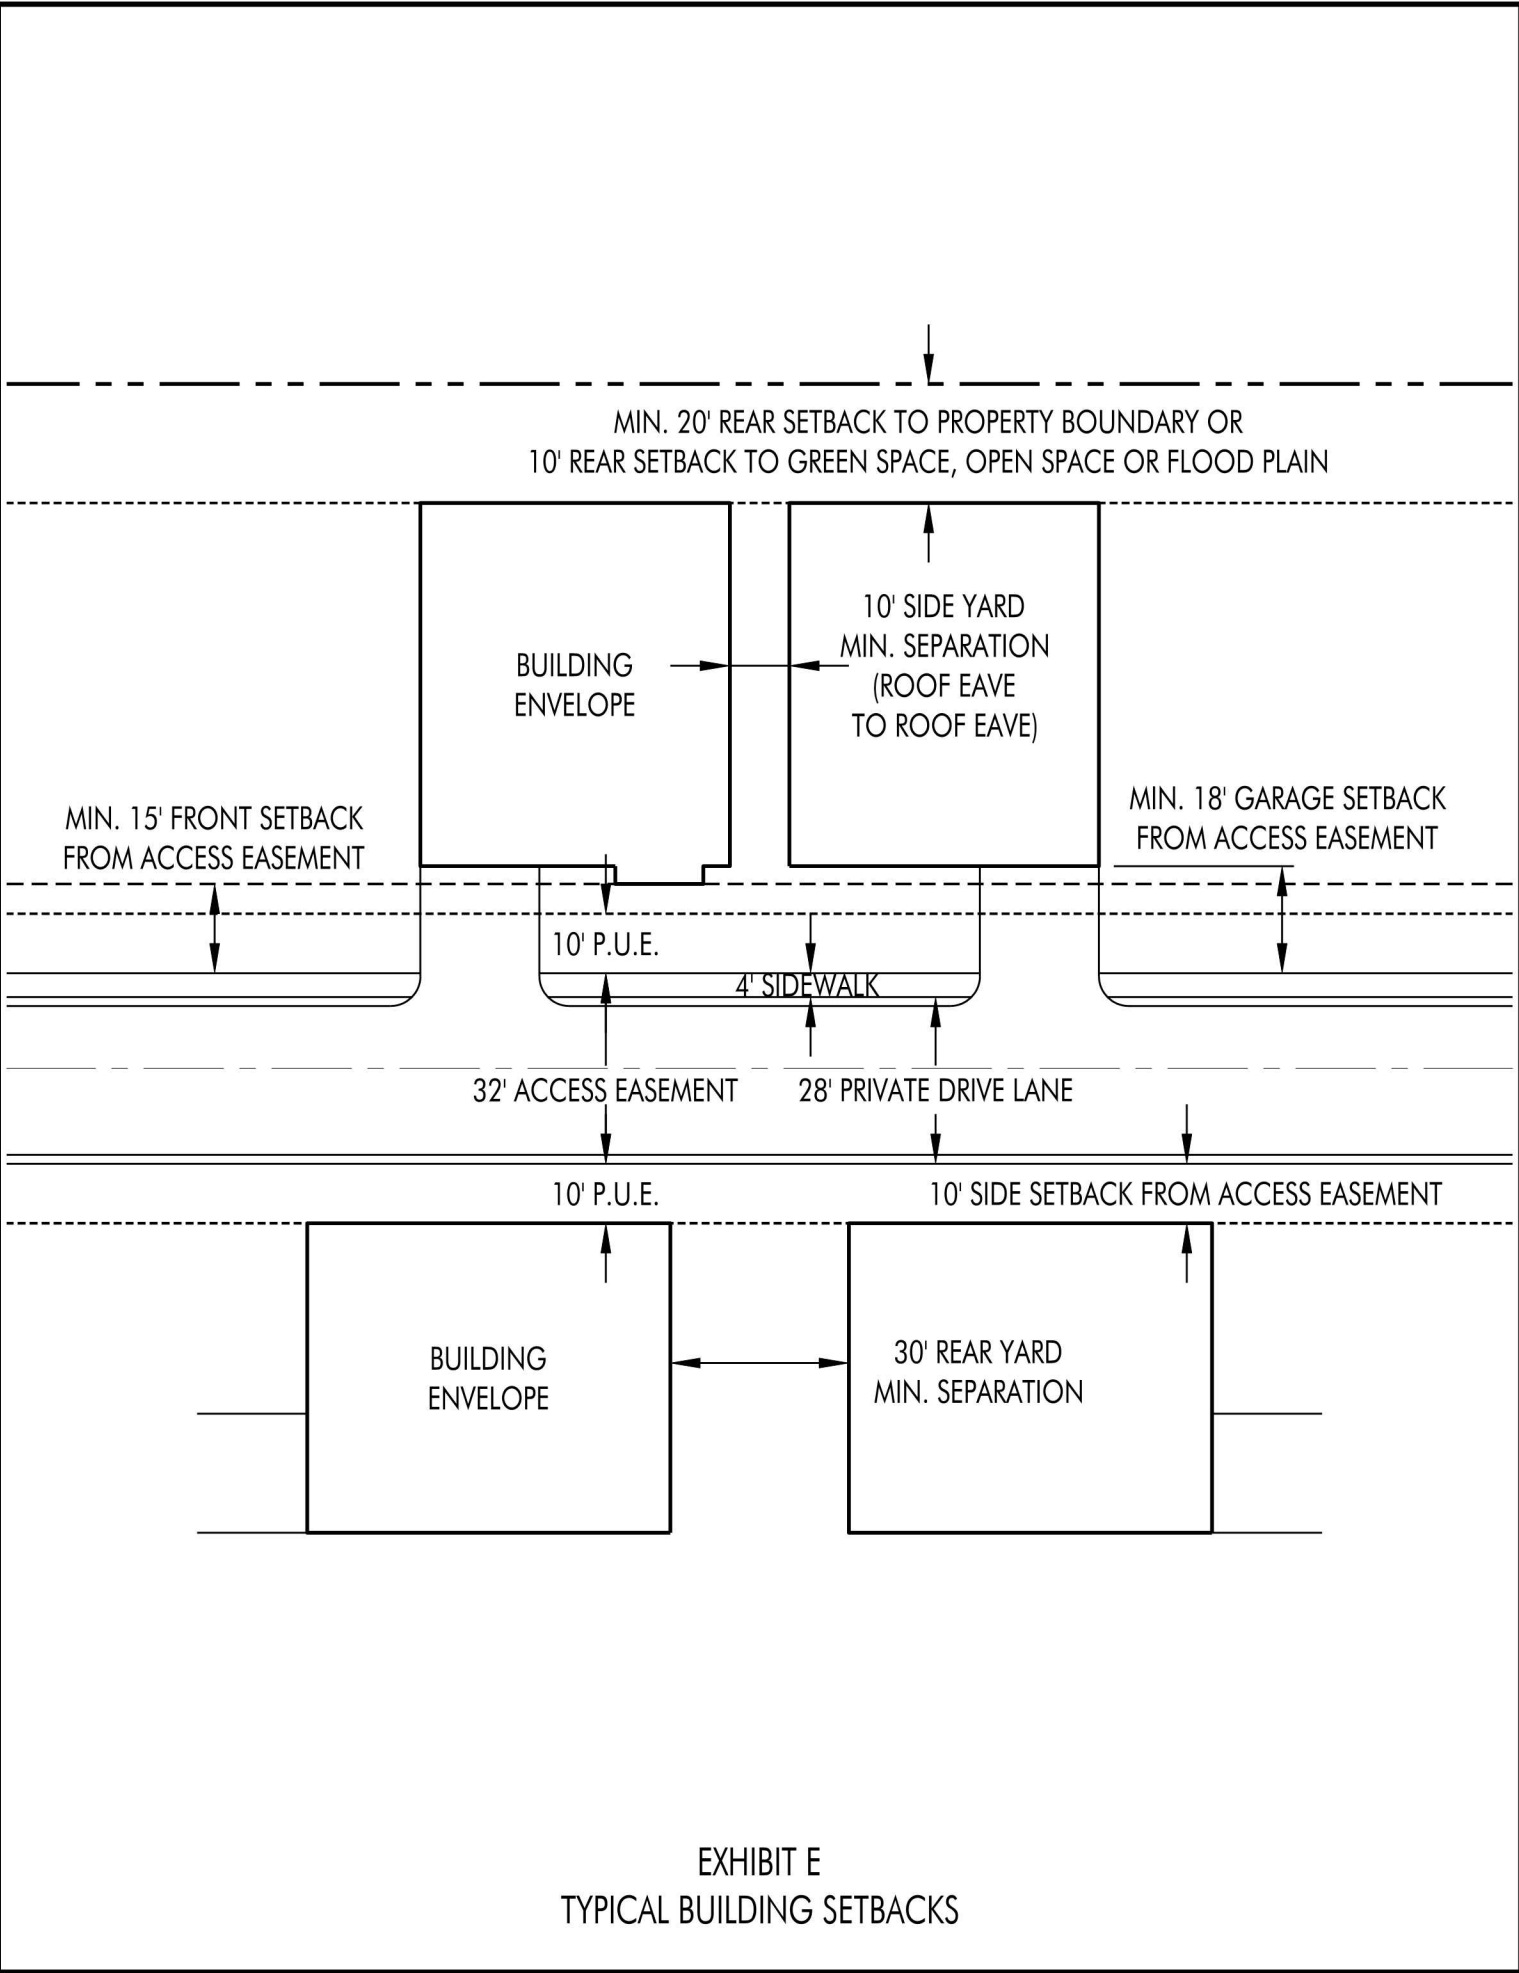 MIN. 20' REAR SETBACK TO PROPERTY BOUNDARY OR
10' REAR SETBACK TO GREEN SPACE, OPEN SPACE OR FLOOD PLAIN
BUILDING
ENVELOPE
10' SIDE YARD
MIN. SEPARATION
(ROOF EAVE
TO ROOF EAVE)
MIN. 15' FRONT SETBACK
FROM ACCESS EASEMENT
MIN. 18' GARAGE SETBACK
FROM ACCESS EASEMENT
10' P.U.E.
4' SIDEWALK
32' ACCESS EASEMENT
28' PRIVATE DRIVE LANE
10' P.U.E.
10' SIDE SETBACK FROM ACCESS EASEMENT
BUILDING
ENVELOPE
30' REAR YARD
MIN. SEPARATION
EXHIBIT E
TYPICAL BUILDING SETBACKS